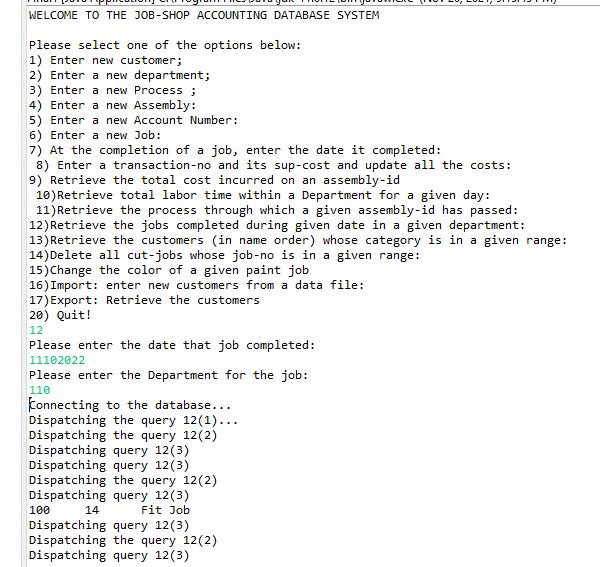 WELCOME TO THE JOB-SHOP ACCOUNTING DATABASE SYSTEM
Please select one of the options below:
1) Enter new customer;
2) Enter a new department;
3) Enter a new Process ;
4) Enter a new Assembly:
5) Enter a new Account Number:
6) Enter a new Job:
7) At the completion of a job, enter the date it completed:
8) Enter a transaction-no and its sup-cost and update all the costs:
9) Retrieve the total cost incurred on an assembly-id
10)Retrieve total labor time within a Department for a given day:
11)Retrieve the process through which a given assembly-id has passed:
12)Retrieve the jobs completed during given date in a given department:
13)Retrieve the customers (in name order) whose category is in a given range:
14)Delete all cut-jobs whose job-no is in a given range:
15)Change the color of a given paint job
16)Import: enter new customers from a data file:
17)Export: Retrieve the customers
20) Quit!
12
Please enter the date that job completed:
11102022
Please enter the Department for the job:
110
Connecting to the database...
Dispatching the query 12(1)...
Dispatching the query 12(2)
Dispatching query 12(3)
Dispatching query 12(3)
Dispatching the query 12(2)
Dispatching query 12(3)
100 14 Fit Job
Dispatching query 12(3)
Dispatching the query 12(2)
Dispatching query 12(3)